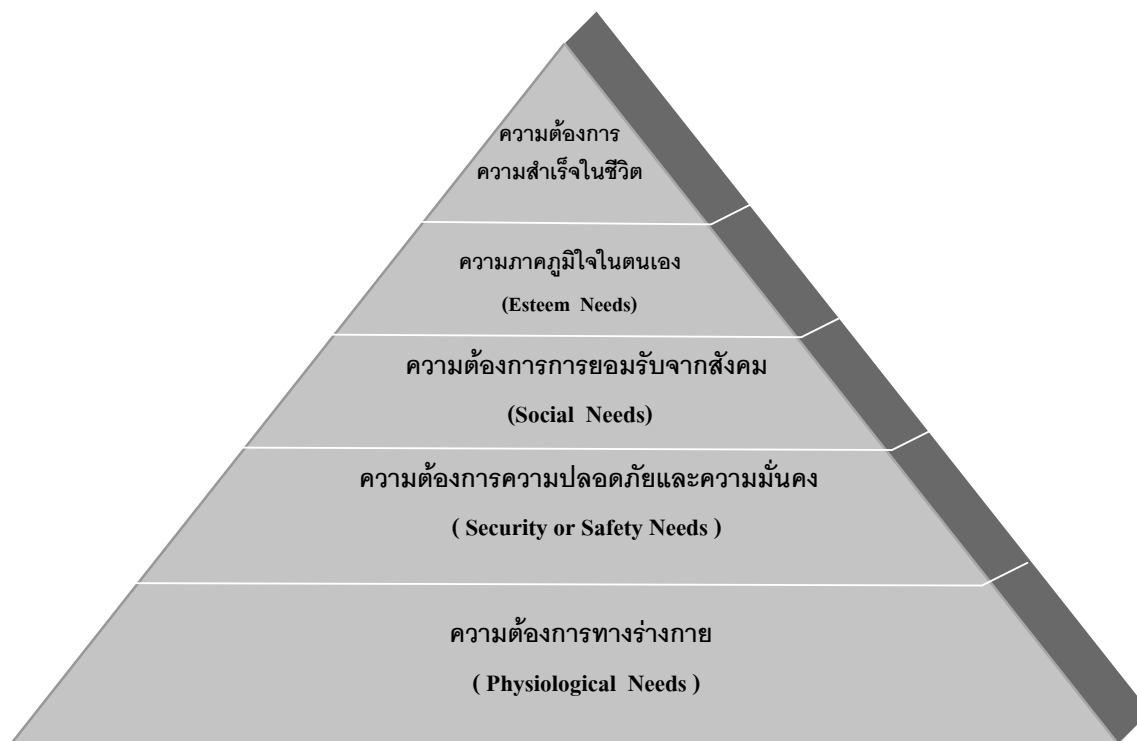 ความต้องการ
ความสำเร็จในชีวิต
ความภาคภูมิใจในตนเอง
(Esteem Needs)
ความต้องการการยอมรับจากสังคม
(Social Needs)
ความต้องการความปลอดภัยและความมั่นคง
( Security or Safety Needs )
ความต้องการทางร่างกาย
( Physiological Needs )